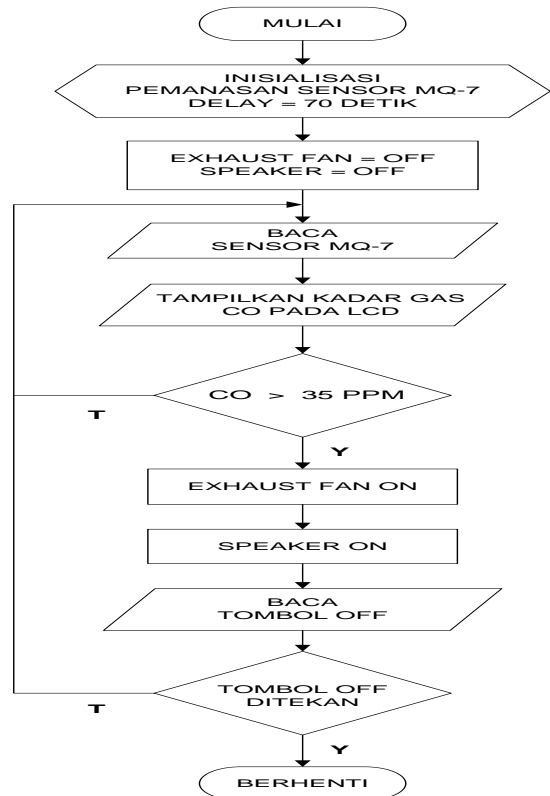 MULAI
INISIALISASI
PEMANASAN SENSOR MQ-7
DELAY = 70 DETIK
EXHAUST FAN = OFF
SPEAKER = OFF
BACA
SENSOR MQ-7
TAMPILKAN KADAR GAS
CO PADA LCD
CO > 35 PPM
T
Y
EXHAUST FAN ON
SPEAKER ON
BACA
TOMBOL OFF
TOMBOL OFF
DITEKAN
T
Y
BERHENTI